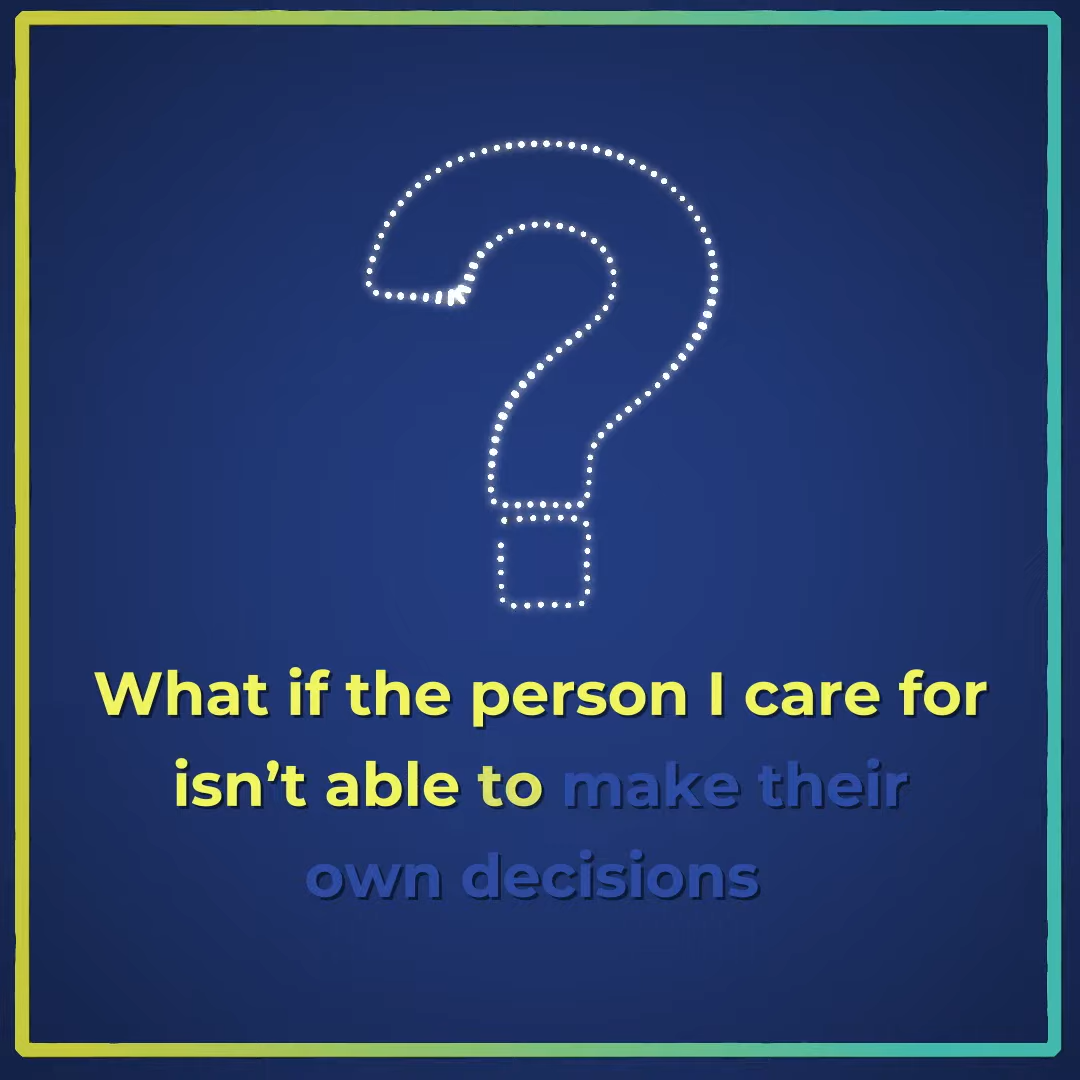 What if the person I care for
isn’t able to make their
own decisions